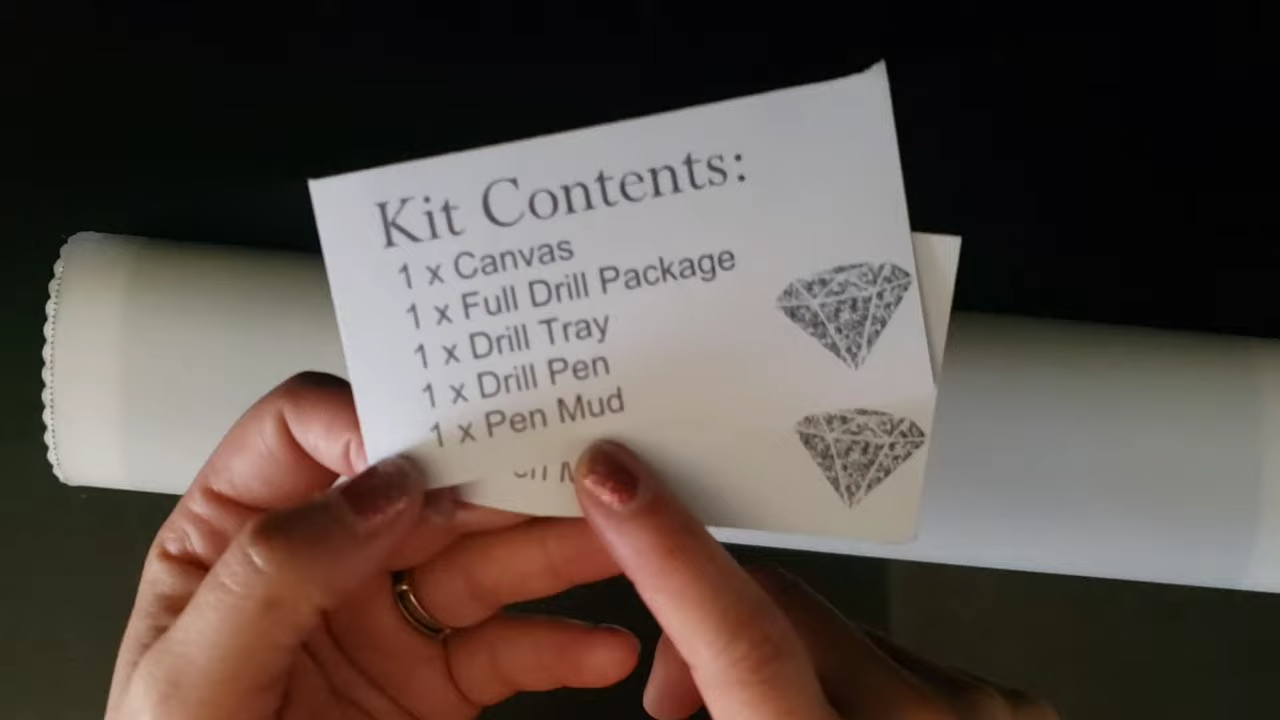 Kit Contents:
1 x Canvas
1 x Full Drill Package
1 x Drill Tray
1 x Drill Pen
1 x Pen Mud